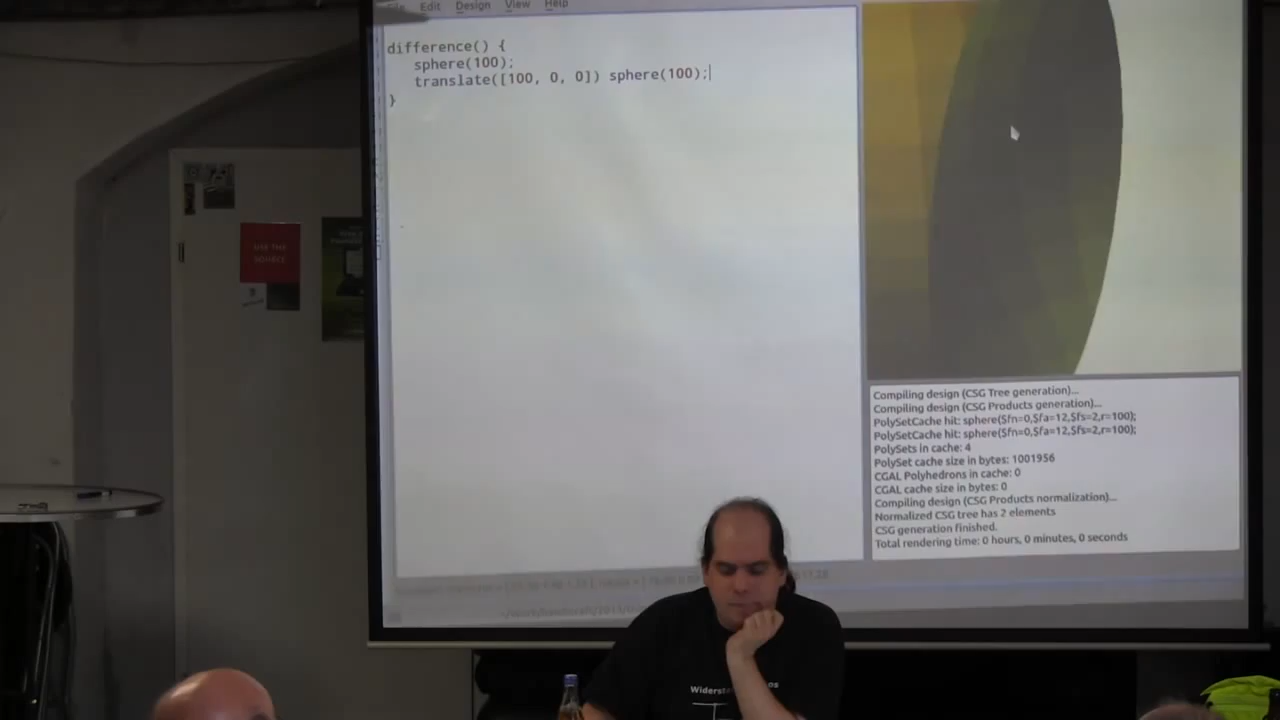 File Edit Design View Help
difference() {
sphere(100);
translate([100, 0, 0]) sphere(100);
}
USE THE
SOURCE
Compiling design (CSG Tree generation)...
Compiling design (CSG Products generation)...
PolySetCache hit: sphere($fn=0,$fa=12,$fs=2,r=100);
PolySetCache hit: sphere($fn=0,$fa=12,$fs=2,r=100);
PolySets in cache: 4
PolySet cache size in bytes: 1001956
CGAL Polyhedrons in cache: 0
CGAL cache size in bytes: 0
Compiling design (CSG Products normalization)...
Normalized CSG tree has 2 elements
CSG generation finished.
Total rendering time: 0 hours, 0 minutes, 0 seconds